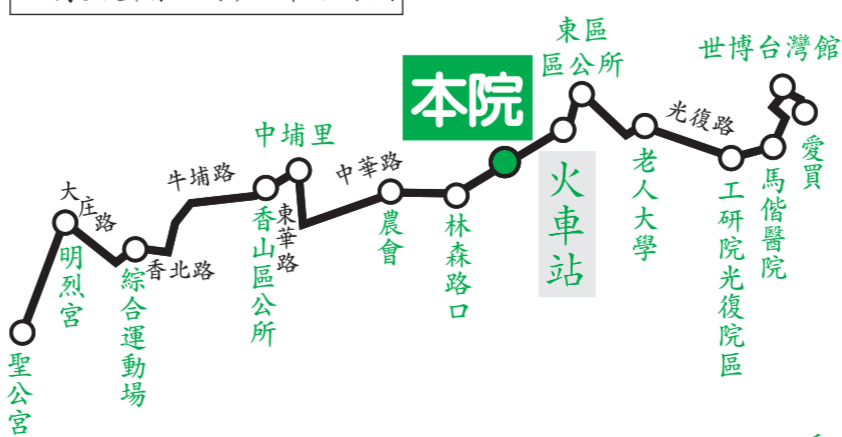 東區
區公所
世博台灣館
本院
中埔里
光復路
愛買
中華路
牛埔路
火車站
老人大學
馬偕醫院
工研院光復院區
大庄路
東華路
農會
林森路口
香山區公所
明烈宮
香北路
綜合運動場
聖公宮